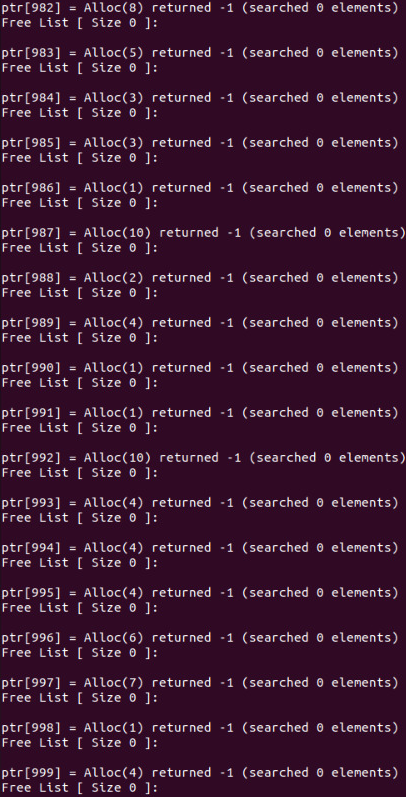 ptr[982] = Alloc(8) returned -1 (searched 0 elements)
Free List [ Size 0 ]:
ptr[983] = Alloc(5) returned -1 (searched 0 elements)
Free List [ Size 0 ]:
ptr[984] = Alloc(3) returned -1 (searched 0 elements)
Free List [ Size 0 ]:
ptr[985] = Alloc(3) returned -1 (searched 0 elements)
Free List [ Size 0 ]:
ptr[986] = Alloc(1) returned -1 (searched 0 elements)
Free List [ Size 0 ]:
ptr[987] = Alloc(10) returned -1 (searched 0 elements)
Free List [ Size 0 ]:
ptr[988] = Alloc(2) returned -1 (searched 0 elements)
Free List [ Size 0 ]:
ptr[989] = Alloc(4) returned -1 (searched 0 elements)
Free List [ Size 0 ]:
ptr[990] = Alloc(1) returned -1 (searched 0 elements)
Free List [ Size 0 ]:
ptr[991] = Alloc(1) returned -1 (searched 0 elements)
Free List [ Size 0 ]:
ptr[992] = Alloc(10) returned -1 (searched 0 elements)
Free List [ Size 0 ]:
ptr[993] = Alloc(4) returned -1 (searched 0 elements)
Free List [ Size 0 ]:
ptr[994] = Alloc(4) returned -1 (searched 0 elements)
Free List [ Size 0 ]:
ptr[995] = Alloc(4) returned -1 (searched 0 elements)
Free List [ Size 0 ]:
ptr[996] = Alloc(6) returned -1 (searched 0 elements)
Free List [ Size 0 ]:
ptr[997] = Alloc(7) returned -1 (searched 0 elements)
Free List [ Size 0 ]:
ptr[998] = Alloc(1) returned -1 (searched 0 elements)
Free List [ Size 0 ]:
ptr[999] = Alloc(4) returned -1 (searched 0 elements)
Free List [ Size 0 ]: